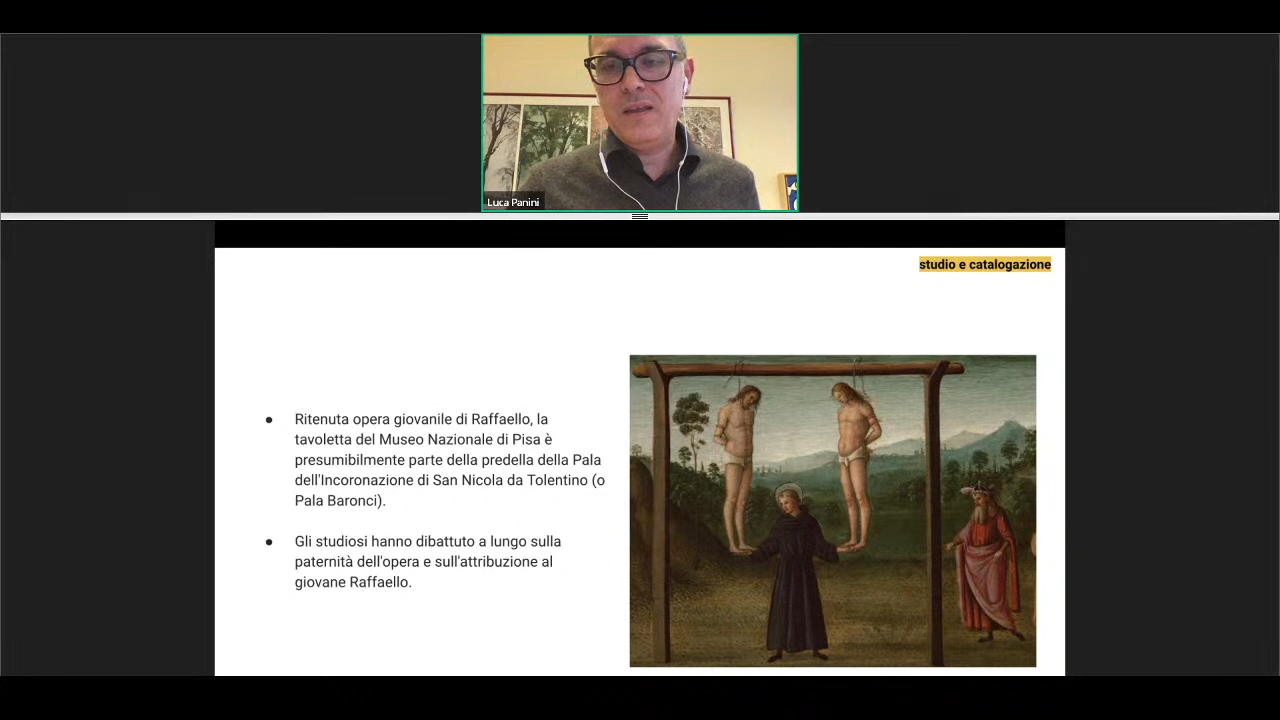 Luca Panini
studio e catalogazione
● Ritenuta opera giovanile di Raffaello, la
tavoletta del Museo Nazionale di Pisa è
presumibilmente parte della predella della Pala
dell'Incoronazione di San Nicola da Tolentino (o
Pala Baronci).
● Gli studiosi hanno dibattuto a lungo sulla
paternità dell'opera e sull'attribuzione al
giovane Raffaello.